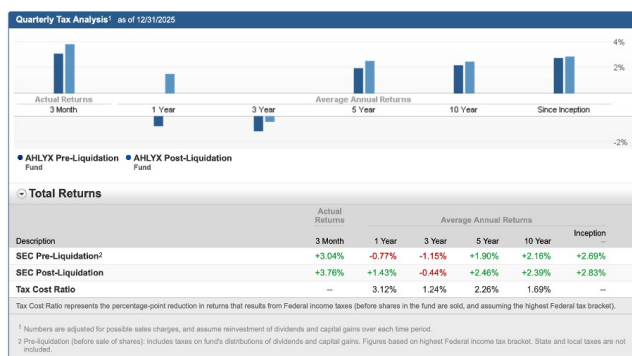 Quarterly Tax Analysis1 as of 12/31/2025
4%
2%
Actual Returns Average Annual Returns
3 Month 1 Year 3 Year 5 Year 10 Year Since Inception
-2%
AHLYX Pre-Liquidation AHLYX Post-Liquidation
Fund Fund
Total Returns
Actual Returns Average Annual Returns
Description 3 Month 1 Year 3 Year 5 Year 10 Year Inception --
SEC Pre-Liquidation2 +3.04% -0.77% -1.15% +1.90% +2.16% +2.69%
SEC Post-Liquidation +3.76% +1.43% -0.44% +2.46% +2.39% +2.83%
Tax Cost Ratio -- 3.12% 1.24% 2.26% 1.69% --
Tax Cost Ratio represents the percentage-point reduction in returns that results from Federal income taxes (before shares in the fund are sold, and assuming the highest Federal tax bracket).
1 Numbers are adjusted for possible sales charges, and assume reinvestment of dividends and capital gains over each time period.
2 Pre-liquidation (before sale of shares): includes taxes on fund's distributions of dividends and capital gains. Figures based on highest Federal income tax bracket. State and local taxes are not
included.